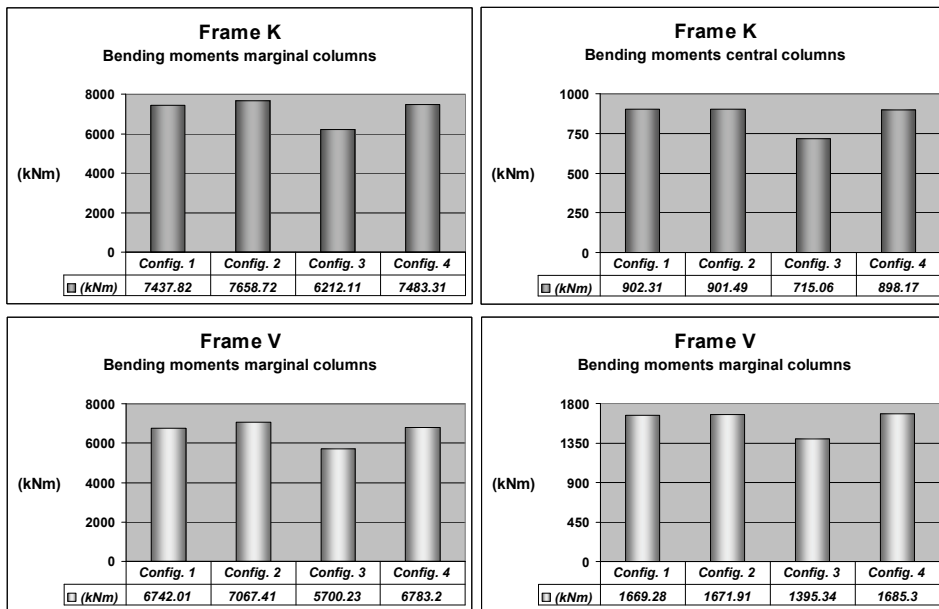 Frame K
Bending moments marginal columns
8000
6000
(kNm)
4000
2000
0
Config. 1 Config. 2 Config. 3 Config. 4
(kNm) 7437.82 7658.72 6212.11 7483.31
Frame K
Bending moments central columns
1000
750
(kNm)
500
250
0
Config. 1 Config. 2 Config. 3 Config. 4
(kNm) 902.31 901.49 715.06 898.17
Frame V
Bending moments marginal columns
8000
6000
(kNm)
4000
2000
0
Config. 1 Config. 2 Config. 3 Config. 4
(kNm) 6742.01 7067.41 5700.23 6783.2
Frame V
Bending moments marginal columns
1800
1350
(kNm)
900
450
0
Config. 1 Config. 2 Config. 3 Config. 4
(kNm) 1669.28 1671.91 1395.34 1685.3